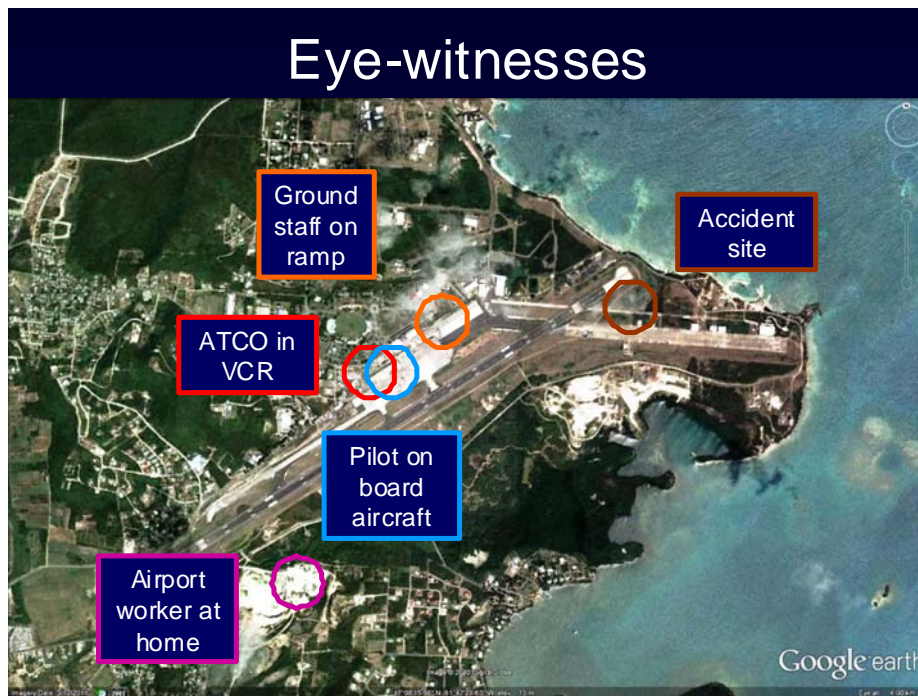 Eye-witnesses
Ground
staff on
ramp
Accident
site
ATCO in
VCR
Pilot on
board
aircraft
Airport
worker at
home
Google earth